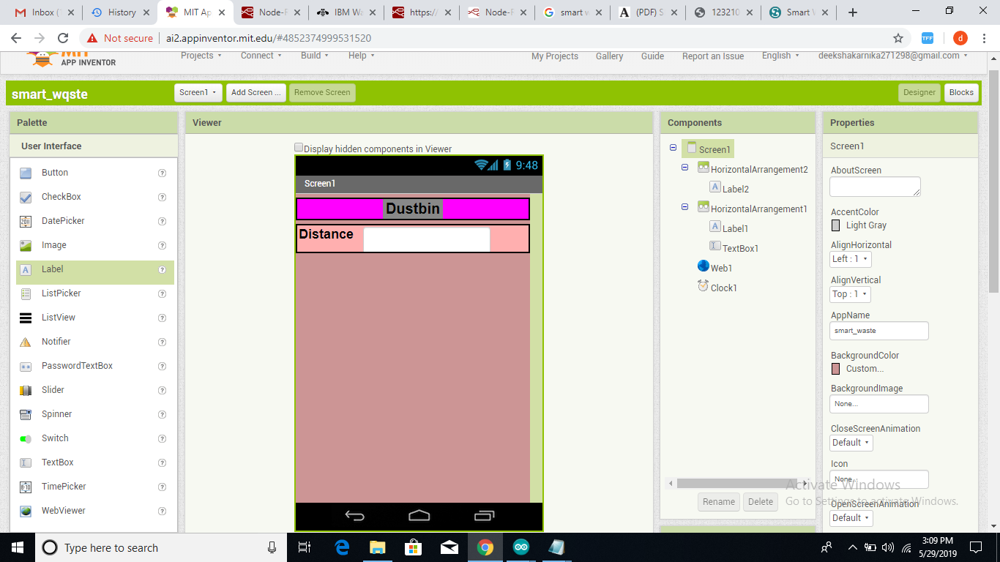 Inbox (
History
MIT Ap
Node-R
IBM Wa
https://
Node-R
smart w
(PDF) S
123210
Smart V
Not secure
ai2.appinventor.mit.edu/#4852374999531520
TFF
d
MIT
APP INVENTOR
Projects
Connect
Build
Help
My Projects
Gallery
Guide
Report an Issue
English
deekshakarnika271298@gmail.com
smart_wqste
Screen1
Add Screen ...
Remove Screen
Designer
Blocks
Palette
Viewer
Components
Properties
User Interface
Button
CheckBox
DatePicker
Image
Label
ListPicker
ListView
Notifier
PasswordTextBox
Slider
Spinner
Switch
TextBox
TimePicker
WebViewer
Display hidden components in Viewer
9:48
Screen1
Dustbin
Distance
Screen1
HorizontalArrangement2
Label2
HorizontalArrangement1
Label1
TextBox1
Web1
Clock1
Rename
Delete
Screen1
AboutScreen
AccentColor
Light Gray
AlignHorizontal
Left : 1
AlignVertical
Top : 1
AppName
smart_waste
BackgroundColor
Custom...
BackgroundImage
None...
CloseScreenAnimation
Default
Icon
None...
OpenScreenAnimation
Default
Activate Windows
Go to Settings to activate Windows.
Type here to search
3:09 PM
5/29/2019